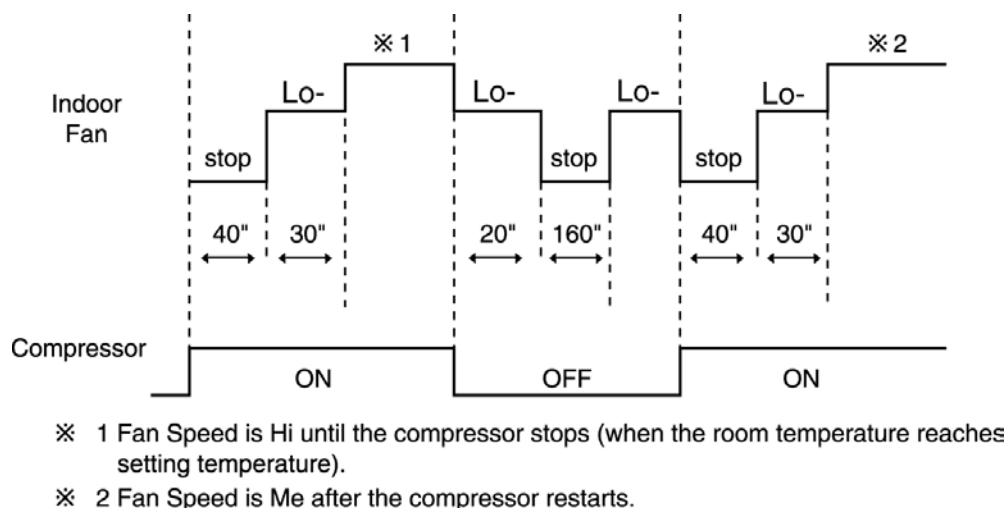 ※ 1 ※ 2
Lo- Lo- Lo- Lo-
Indoor
Fan
stop stop stop
40" 30" 20" 160" 40" 30"
Compressor
ON OFF ON
※ 1 Fan Speed is Hi until the compressor stops (when the room temperature reaches
setting temperature).
※ 2 Fan Speed is Me after the compressor restarts.